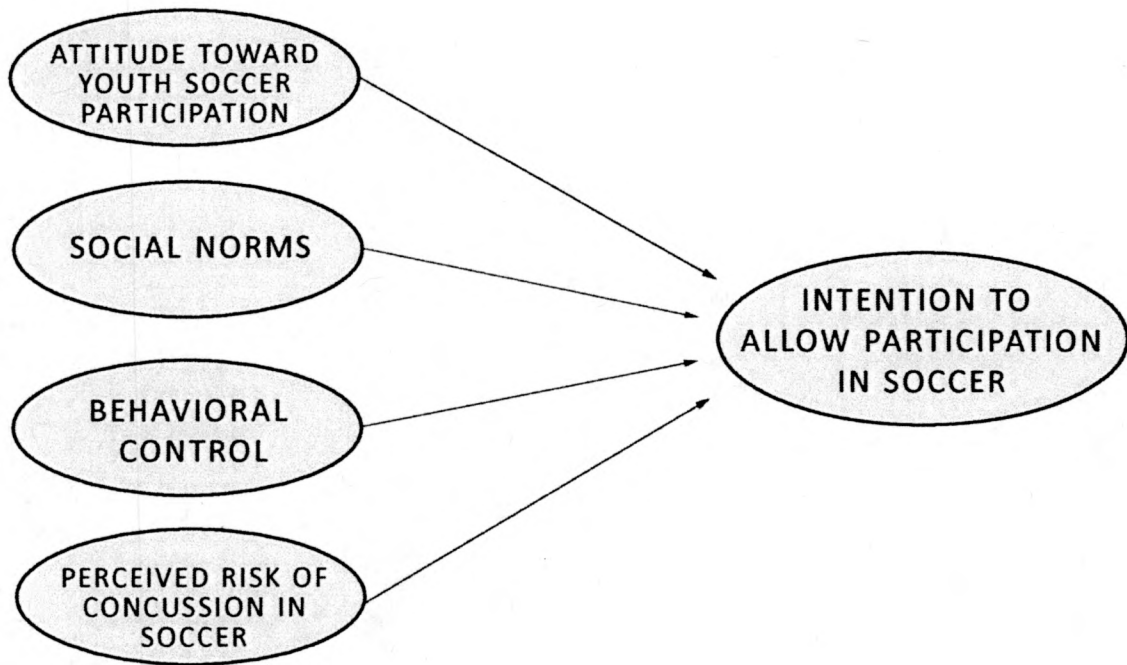 ATTITUDE TOWARD
YOUTH SOCCER
PARTICIPATION
SOCIAL NORMS
BEHAVIORAL
CONTROL
PERCEIVED RISK OF
CONCUSSION IN
SOCCER
INTENTION TO
ALLOW PARTICIPATION
IN SOCCER